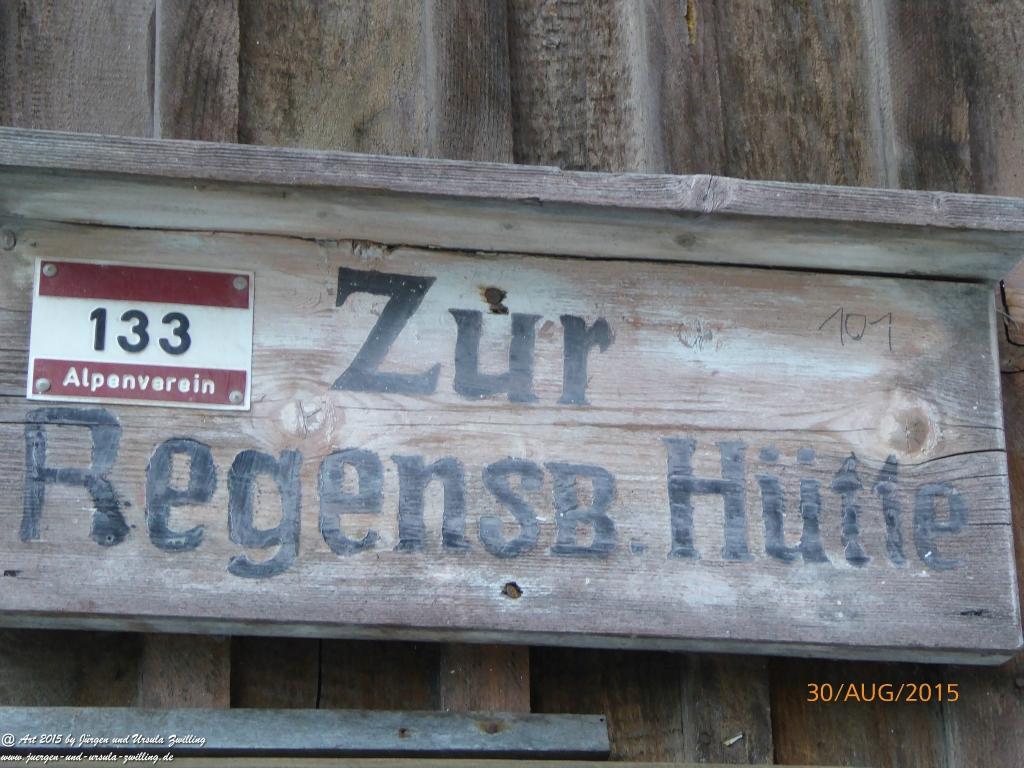 133
Alpenverein
Zur
101
RegensB. Hütte
30/AUG/2015
@ Art 2015 by Jürgen und Ursula Zwilling
www.juergen-und-ursula-zwilling.de